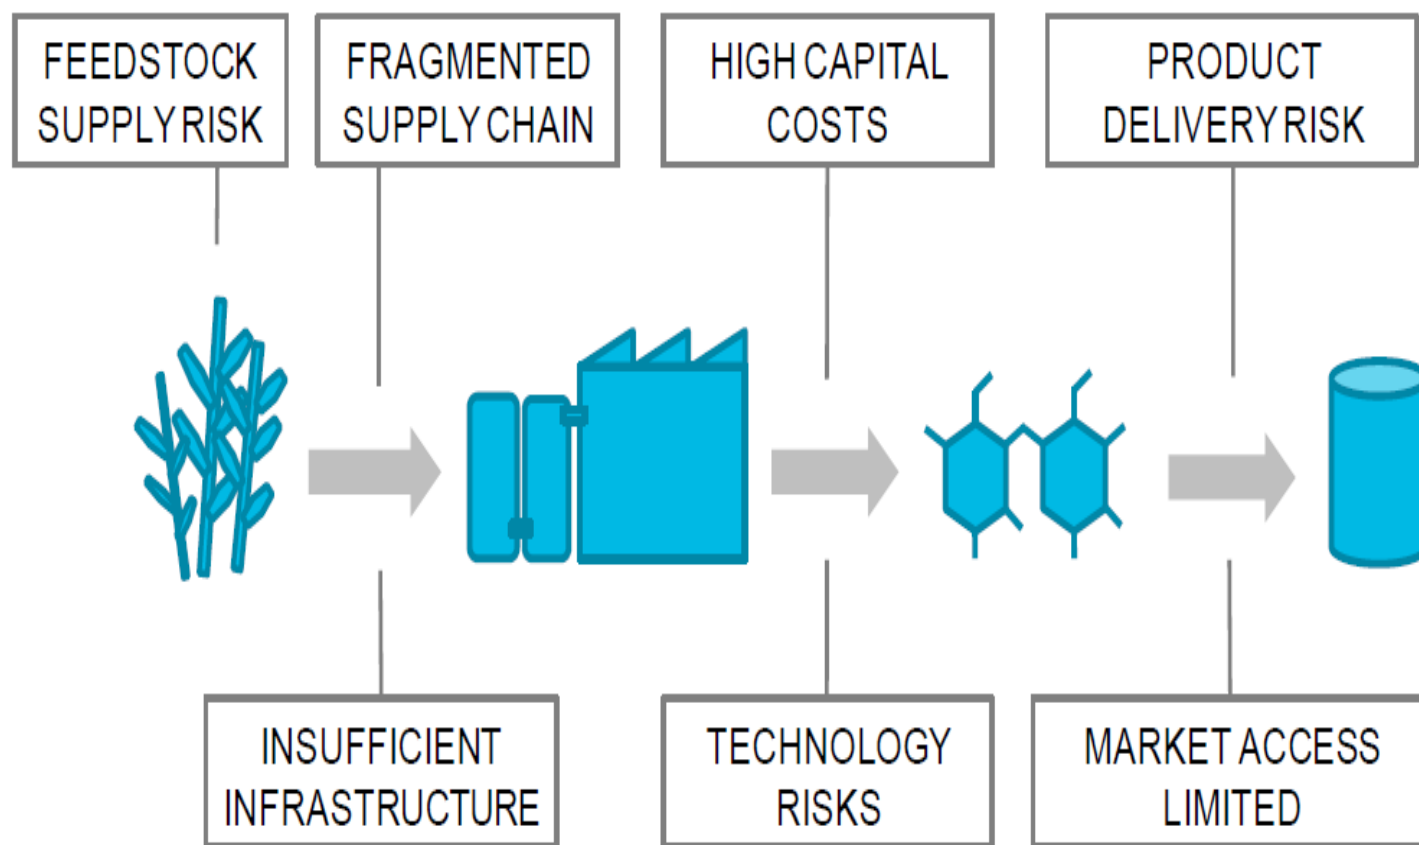 FEEDSTOCK
SUPPLY RISK
FRAGMENTED
SUPPLY CHAIN
HIGH CAPITAL
COSTS
PRODUCT
DELIVERY RISK
INSUFFICIENT
INFRASTRUCTURE
TECHNOLOGY
RISKS
MARKET ACCESS
LIMITED